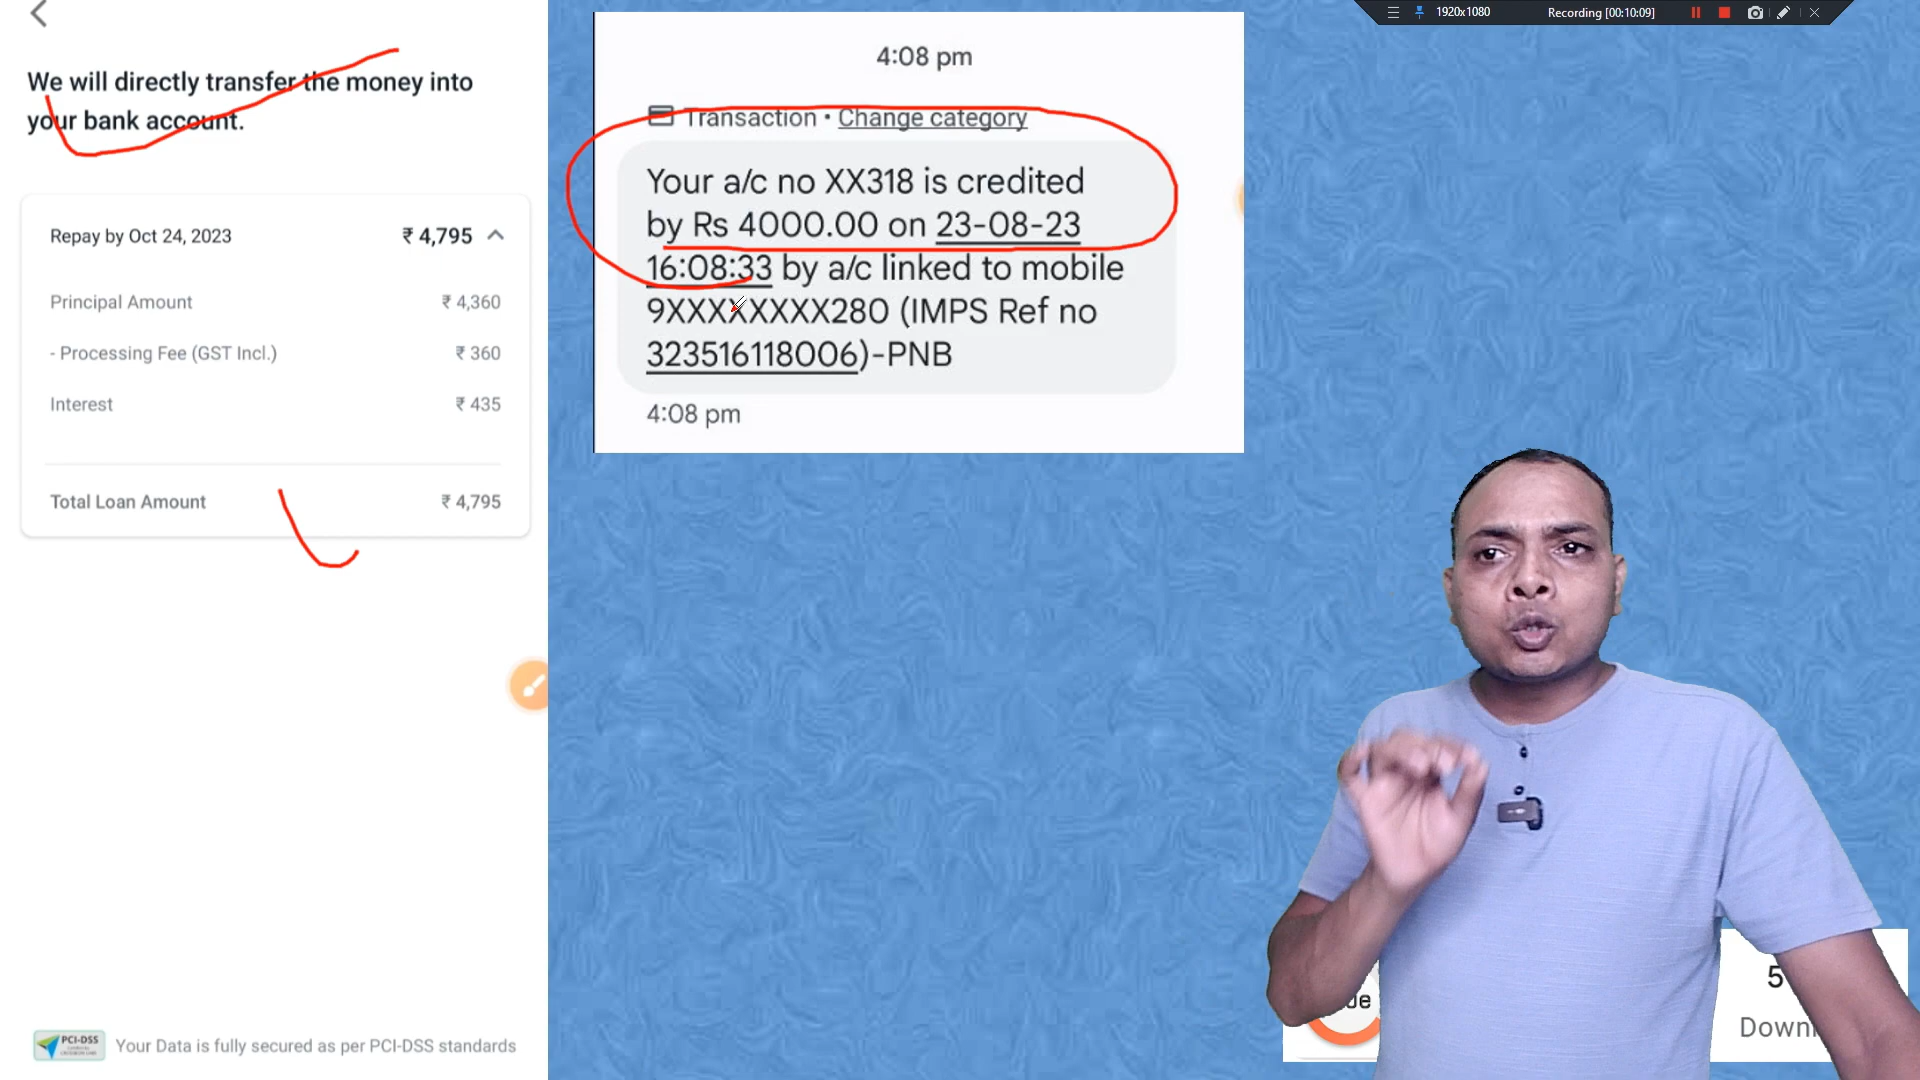 We will directly transfer the money into
your bank account.
Repay by Oct 24, 2023 ₹ 4,795
Principal Amount ₹ 4,360
- Processing Fee (GST Incl.) ₹ 360
Interest ₹ 435
Total Loan Amount ₹ 4,795
PCI-DSS
Your Data is fully secured as per PCI-DSS standards
4:08 pm
Transaction • Change category
Your a/c no XX318 is credited
by Rs 4000.00 on 23-08-23
16:08:33 by a/c linked to mobile
9XXXXXXXX280 (IMPS Ref no
323516118006)-PNB
4:08 pm
1920x1080
Recording [00:10:09]
de
5
Down